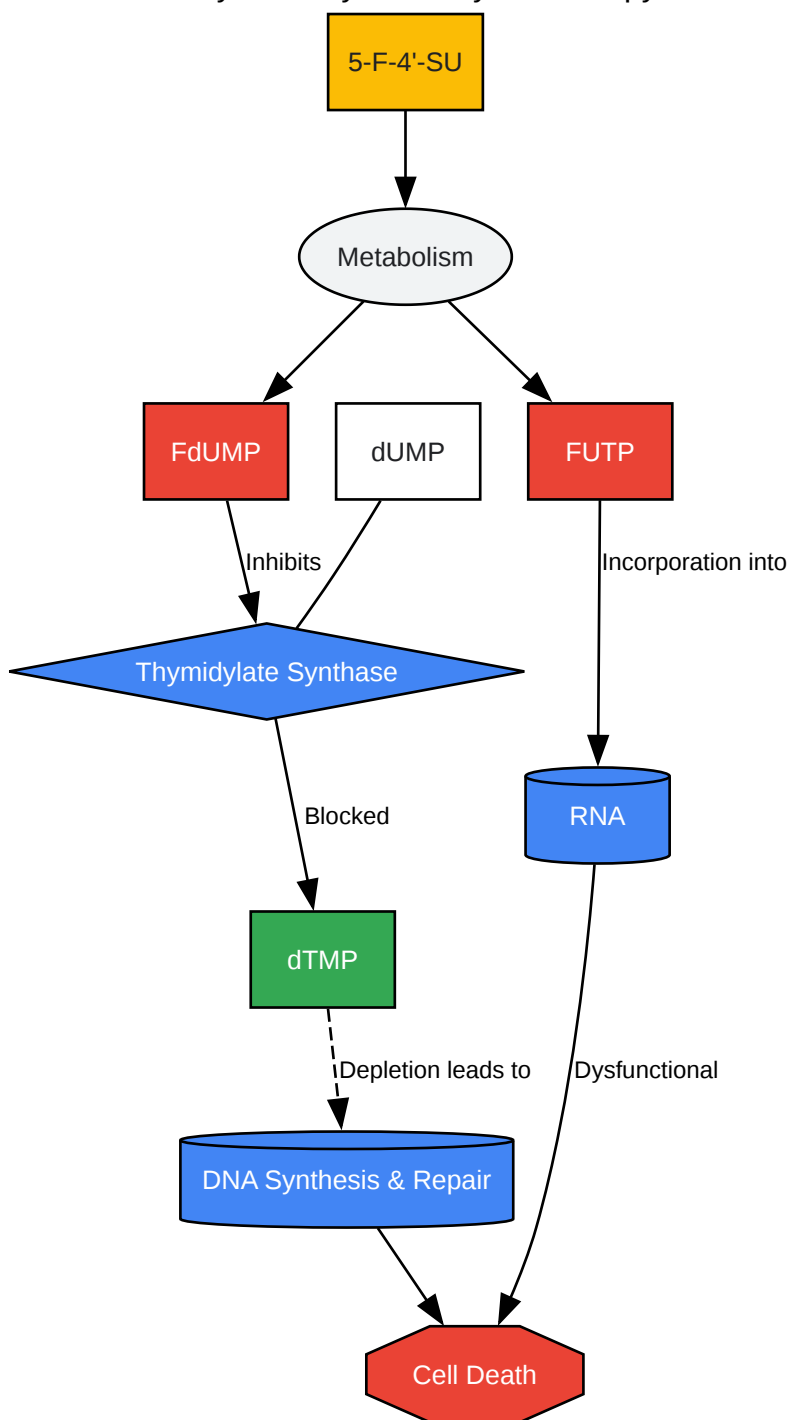 5-F-4'-SU
Metabolism
FdUMP
dUMP
FUTP
Inhibits
Incorporation into
Thymidylate Synthase
Blocked
RNA
dTMP
Depletion leads to
Dysfunctional
DNA Synthesis & Repair
Cell Death